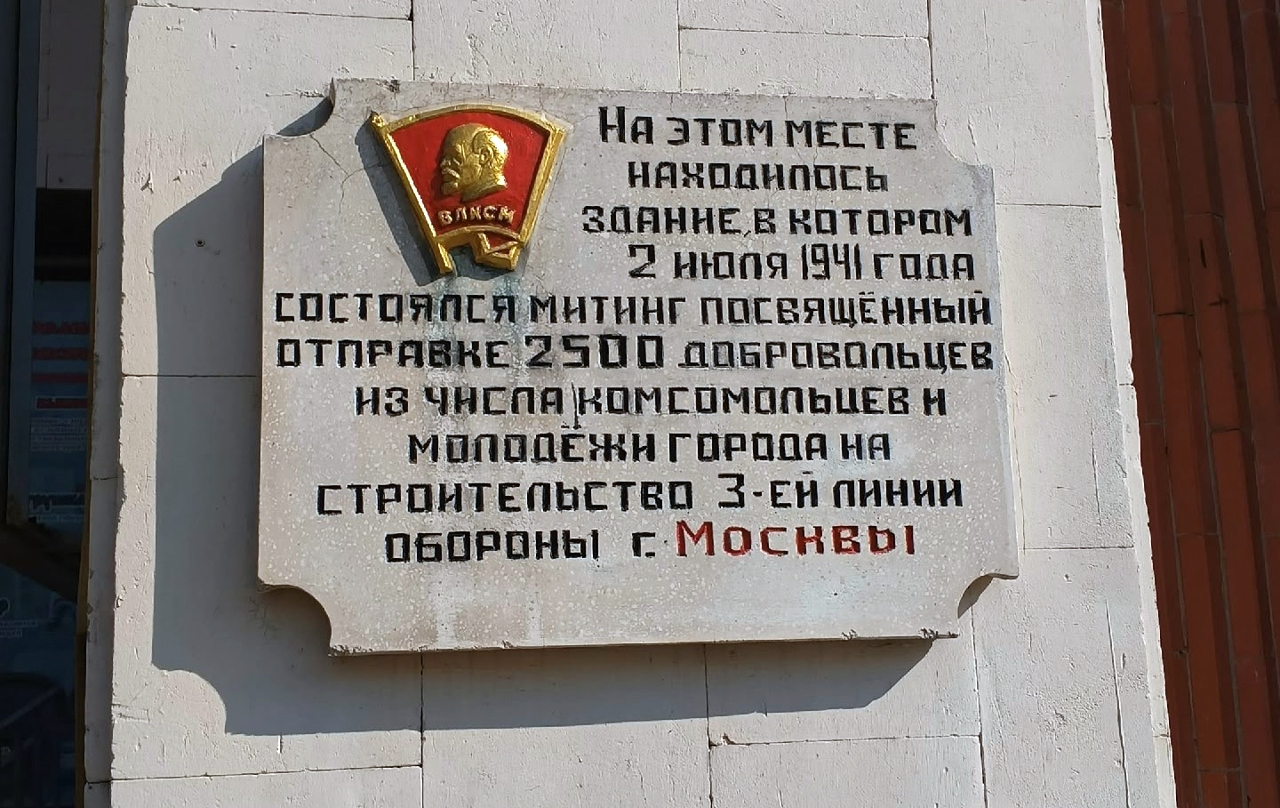 ВЛКСМ
На этом месте
находилось
здание, в котором
2 июля 1941 года
состоялся митинг посвящённый
отправке 2500 добровольцев
из числа комсомольцев и
молодёжи города на
строительство 3-ей линии
обороны г. Москвы